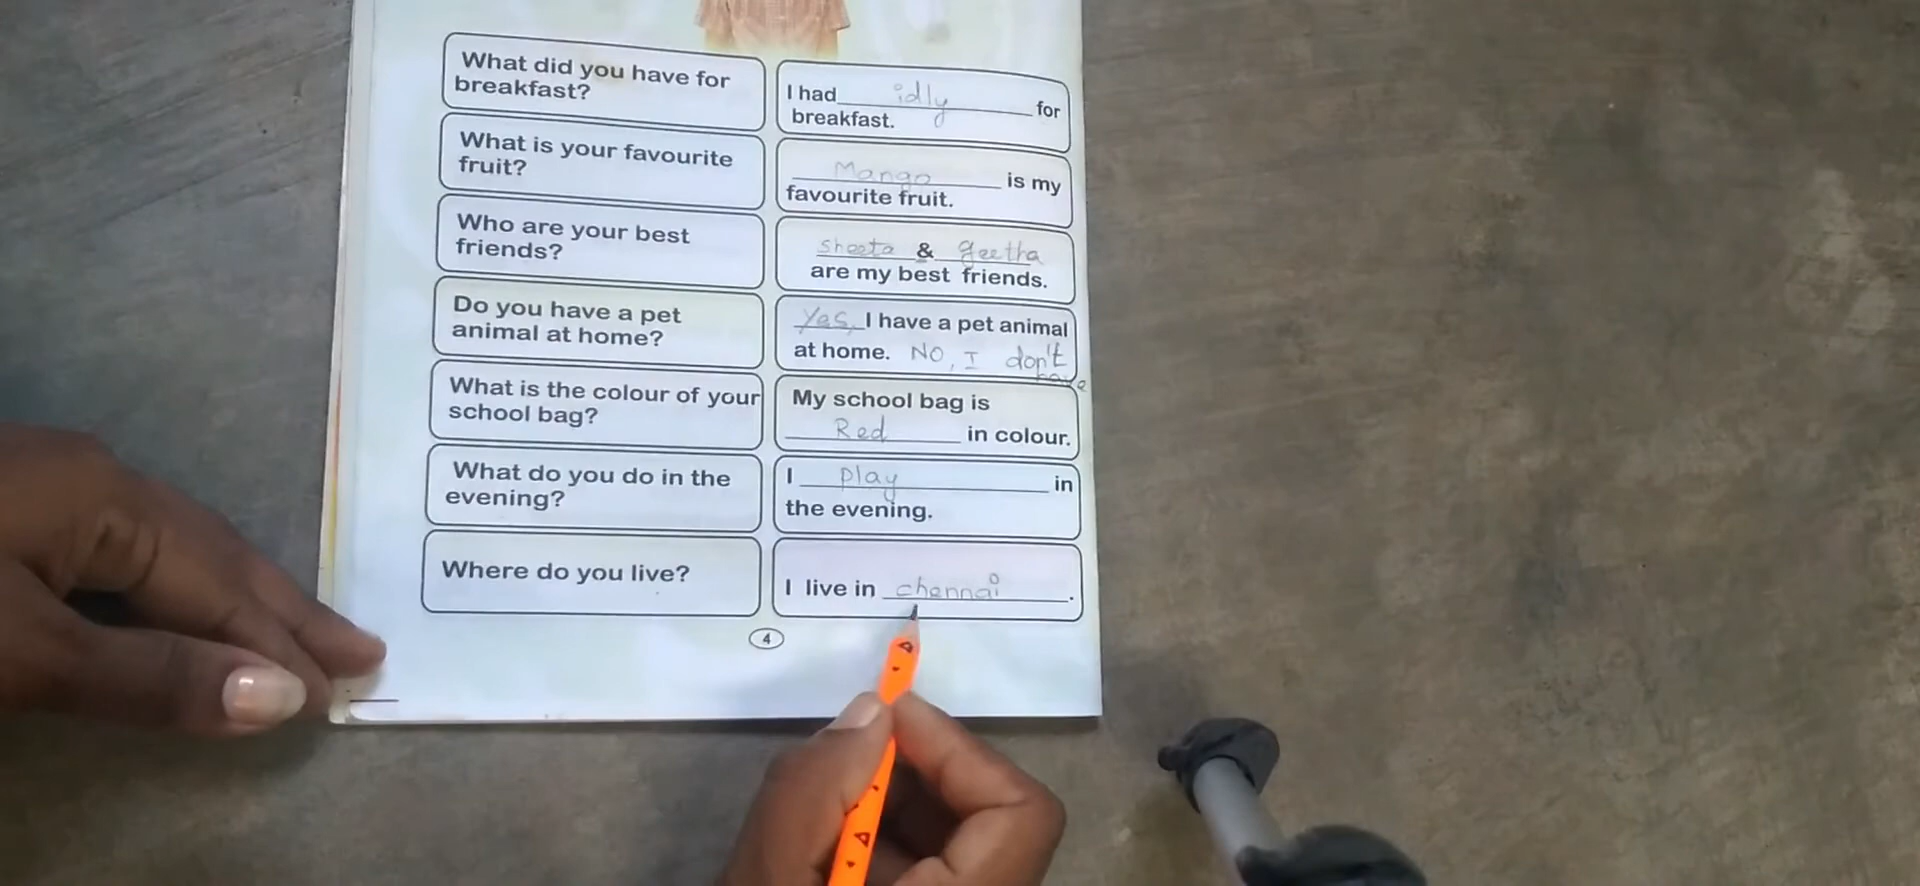 What did you have for
breakfast?
I had idly for
breakfast.
What is your favourite
fruit?
Mango is my
favourite fruit.
Who are your best
friends?
sheeta & geetha
are my best friends.
Do you have a pet
animal at home?
Yes, I have a pet animal
at home. NO, I don't
have
What is the colour of your
school bag?
My school bag is
Red in colour.
What do you do in the
evening?
I play in
the evening.
Where do you live?
I live in chennai .
4